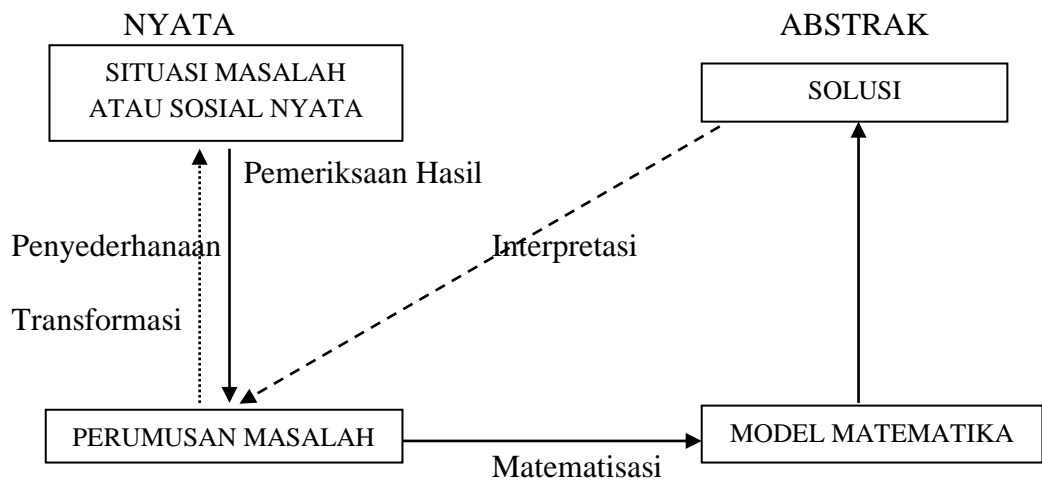 NYATA
ABSTRAK
SITUASI MASALAH
ATAU SOSIAL NYATA
SOLUSI
Pemeriksaan Hasil
Penyederhanaan
Interpretasi
Transformasi
PERUMUSAN MASALAH
MODEL MATEMATIKA
Matematisasi